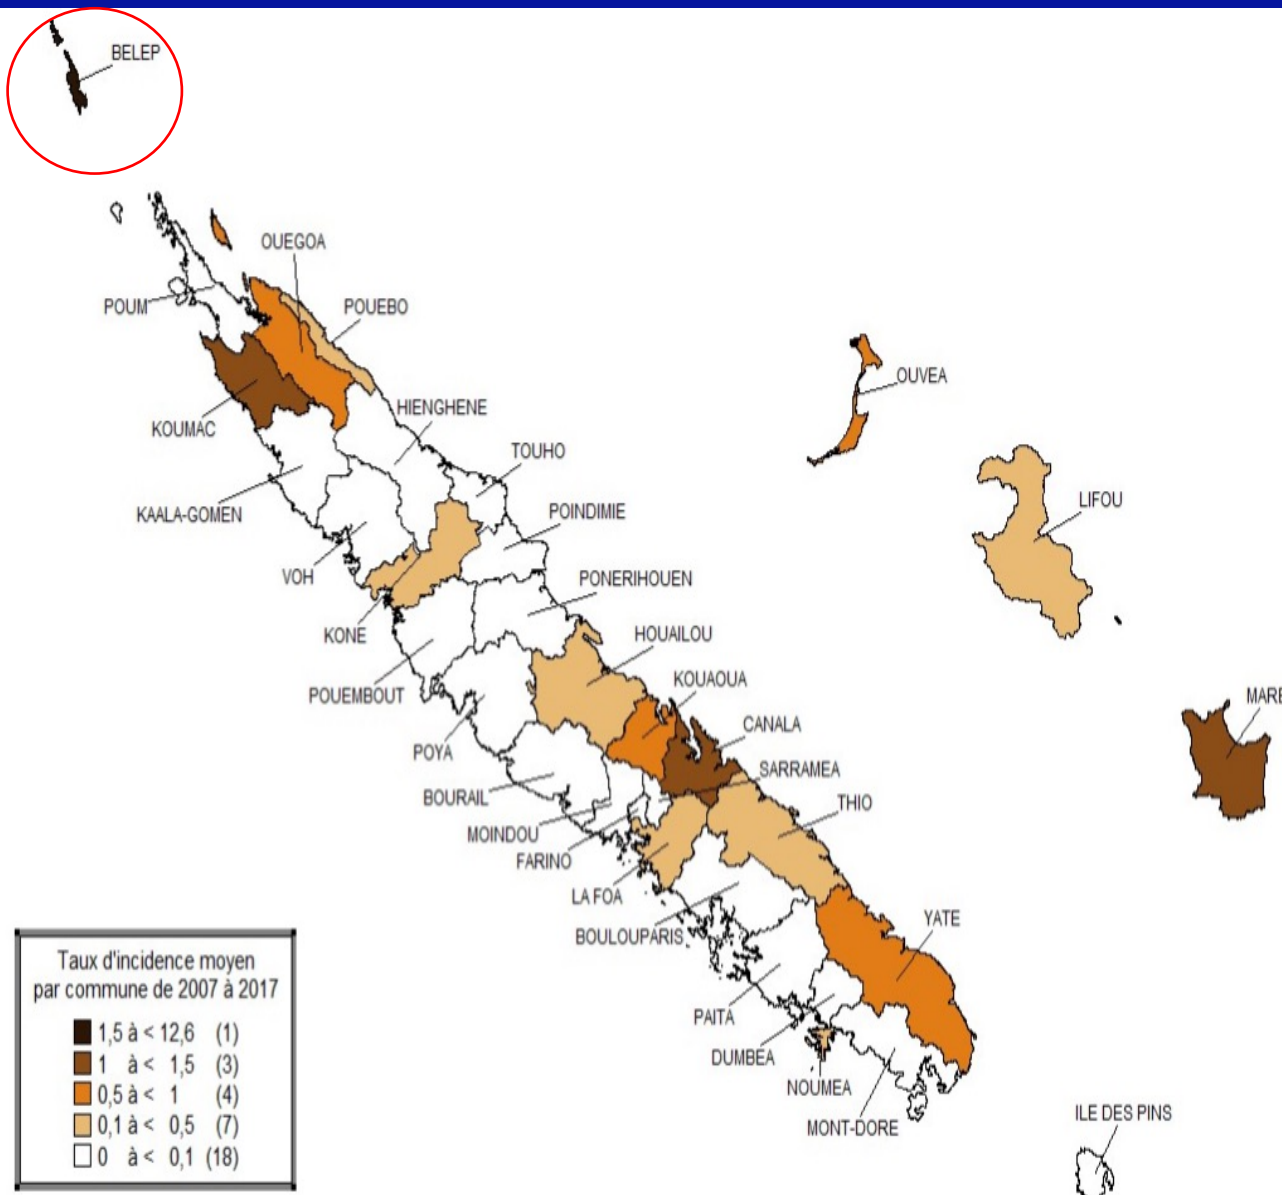 BELEP
OUEGOA
POUM
POUEBO
OUVEA
HIENGHENE
KOUMAC
TOUHO
LIFOU
KAALA-GOMEN
POINDIMIE
VOH
PONERIHOUEN
KONE
HOUAILOU
KOUAOUA
POUEMBOUT
MARE
CANALA
POYA
SARRAMEA
BOURAIL
THIO
MOINDOU
FARINO
LA FOA
YATE
BOULOUPARIS
PAITA
DUMBEA
NOUMEA
ILE DES PINS
MONT-DORE
Taux d'incidence moyen
par commune de 2007 à 2017
1,5 à < 12,6 (1)
1 à < 1,5 (3)
0,5 à < 1 (4)
0,1 à < 0,5 (7)
0 à < 0,1 (18)